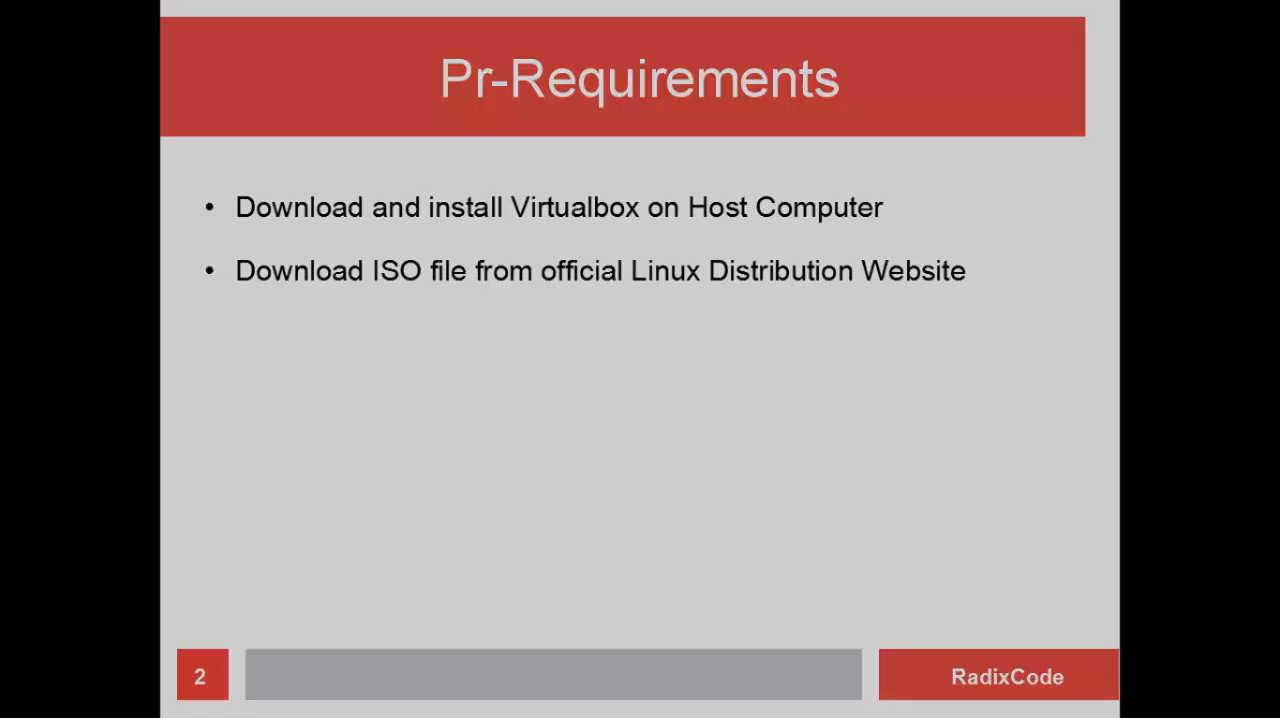 Pr-Requirements
• Download and install Virtualbox on Host Computer
• Download ISO file from official Linux Distribution Website
2
RadixCode